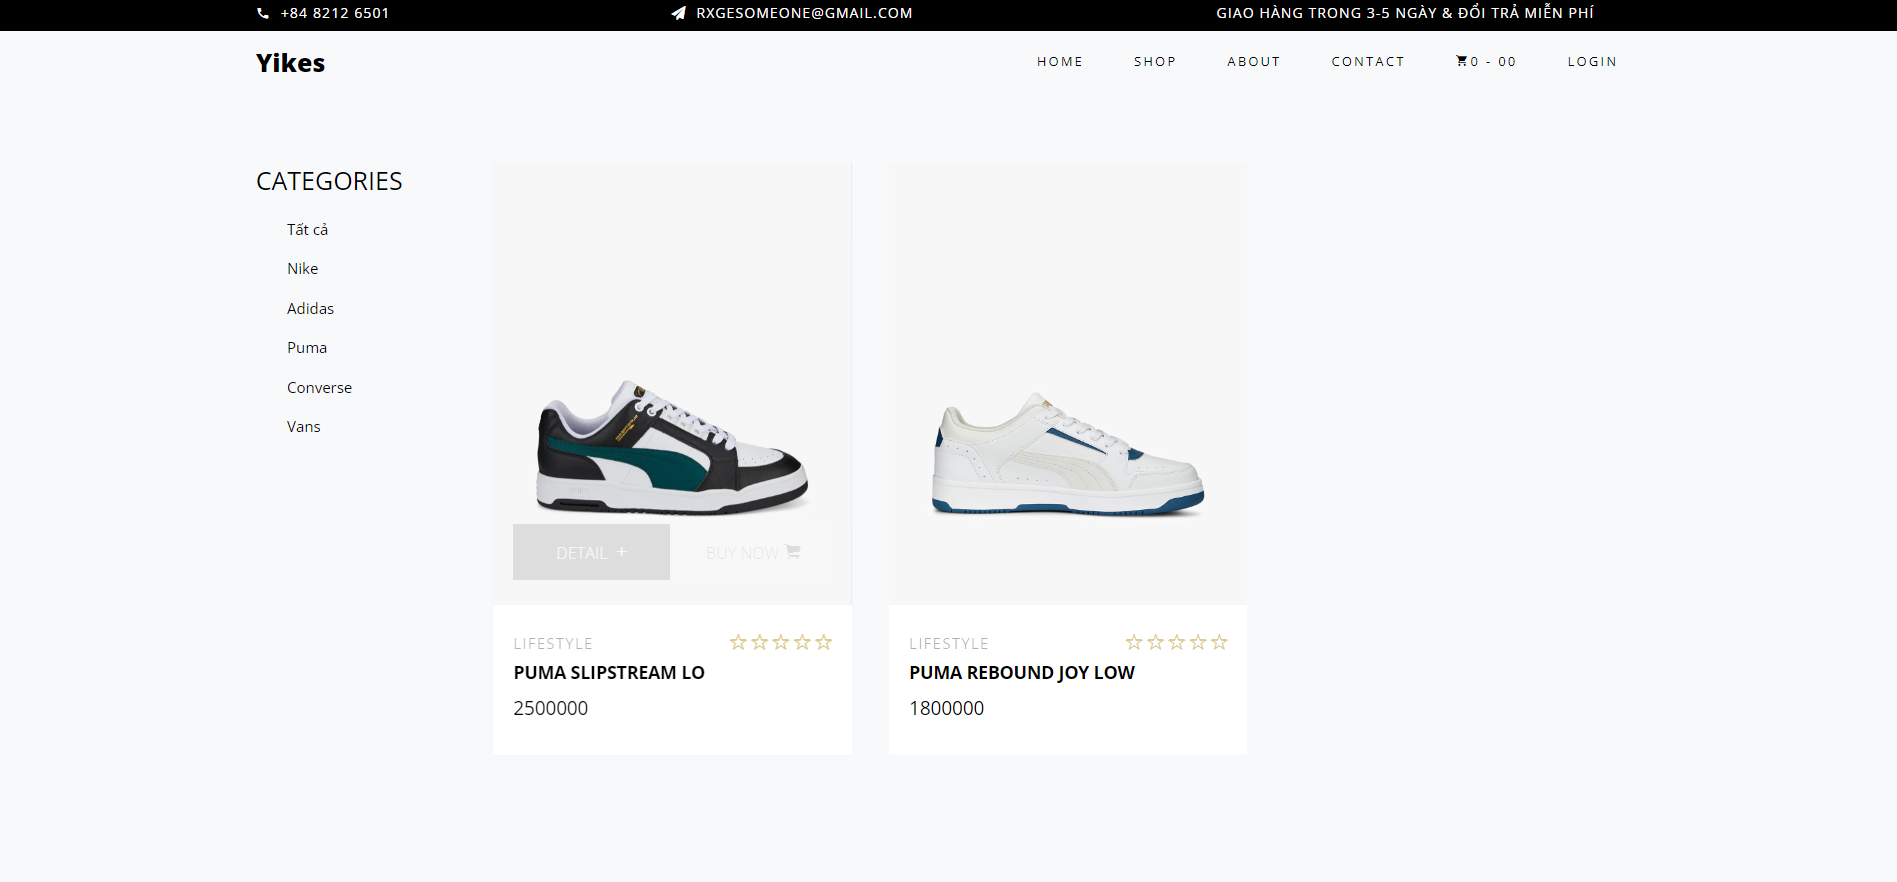 +84 8212 6501
RXGESOMEONE@GMAIL.COM
GIAO HÀNG TRONG 3-5 NGÀY & ĐỔI TRẢ MIỄN PHÍ
Yikes
HOME
SHOP
ABOUT
CONTACT
0 - 00
LOGIN
CATEGORIES
Tất cả
Nike
Adidas
Puma
Converse
Vans
DETAIL +
BUY NOW
LIFESTYLE
PUMA SLIPSTREAM LO
2500000
LIFESTYLE
PUMA REBOUND JOY LOW
1800000